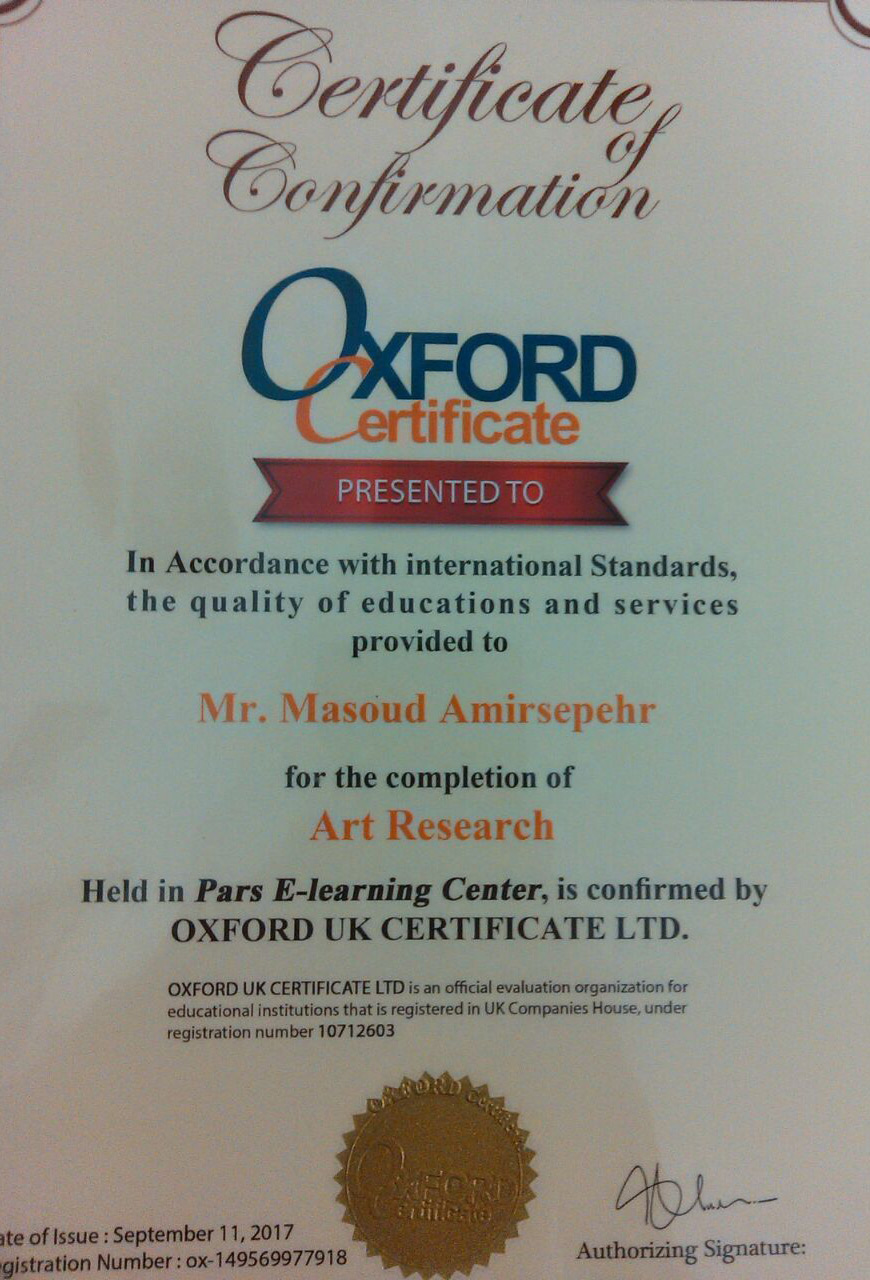 Certificate
of
Confirmation
OXFORD
Certificate
PRESENTED TO
In Accordance with international Standards,
the quality of educations and services
provided to
Mr. Masoud Amirsepehr
for the completion of
Art Research
Held in Pars E-learning Center, is confirmed by
OXFORD UK CERTIFICATE LTD.
OXFORD UK CERTIFICATE LTD is an official evaluation organization for
educational institutions that is registered in UK Companies House, under
registration number 10712603
OXFORD
OXFORD
Certificate
ate of Issue : September 11, 2017
gistration Number : ox-149569977918
Authorizing Signature: